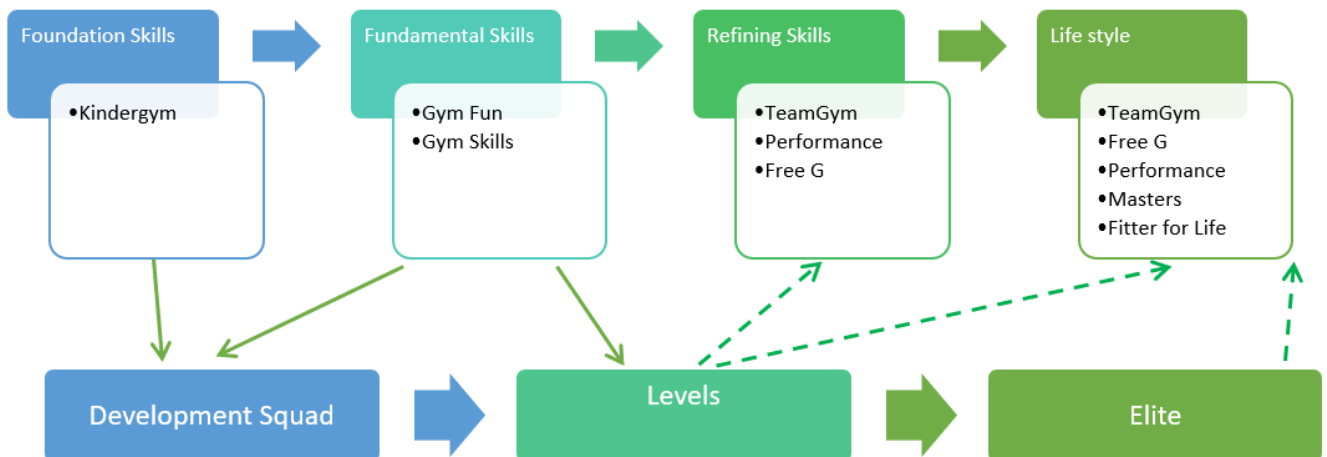 Foundation Skills
•Kindergym
Fundamental Skills
•Gym Fun
•Gym Skills
Refining Skills
•TeamGym
•Performance
•Free G
Life style
•TeamGym
•Free G
•Performance
•Masters
•Fitter for Life
Development Squad
Levels
Elite